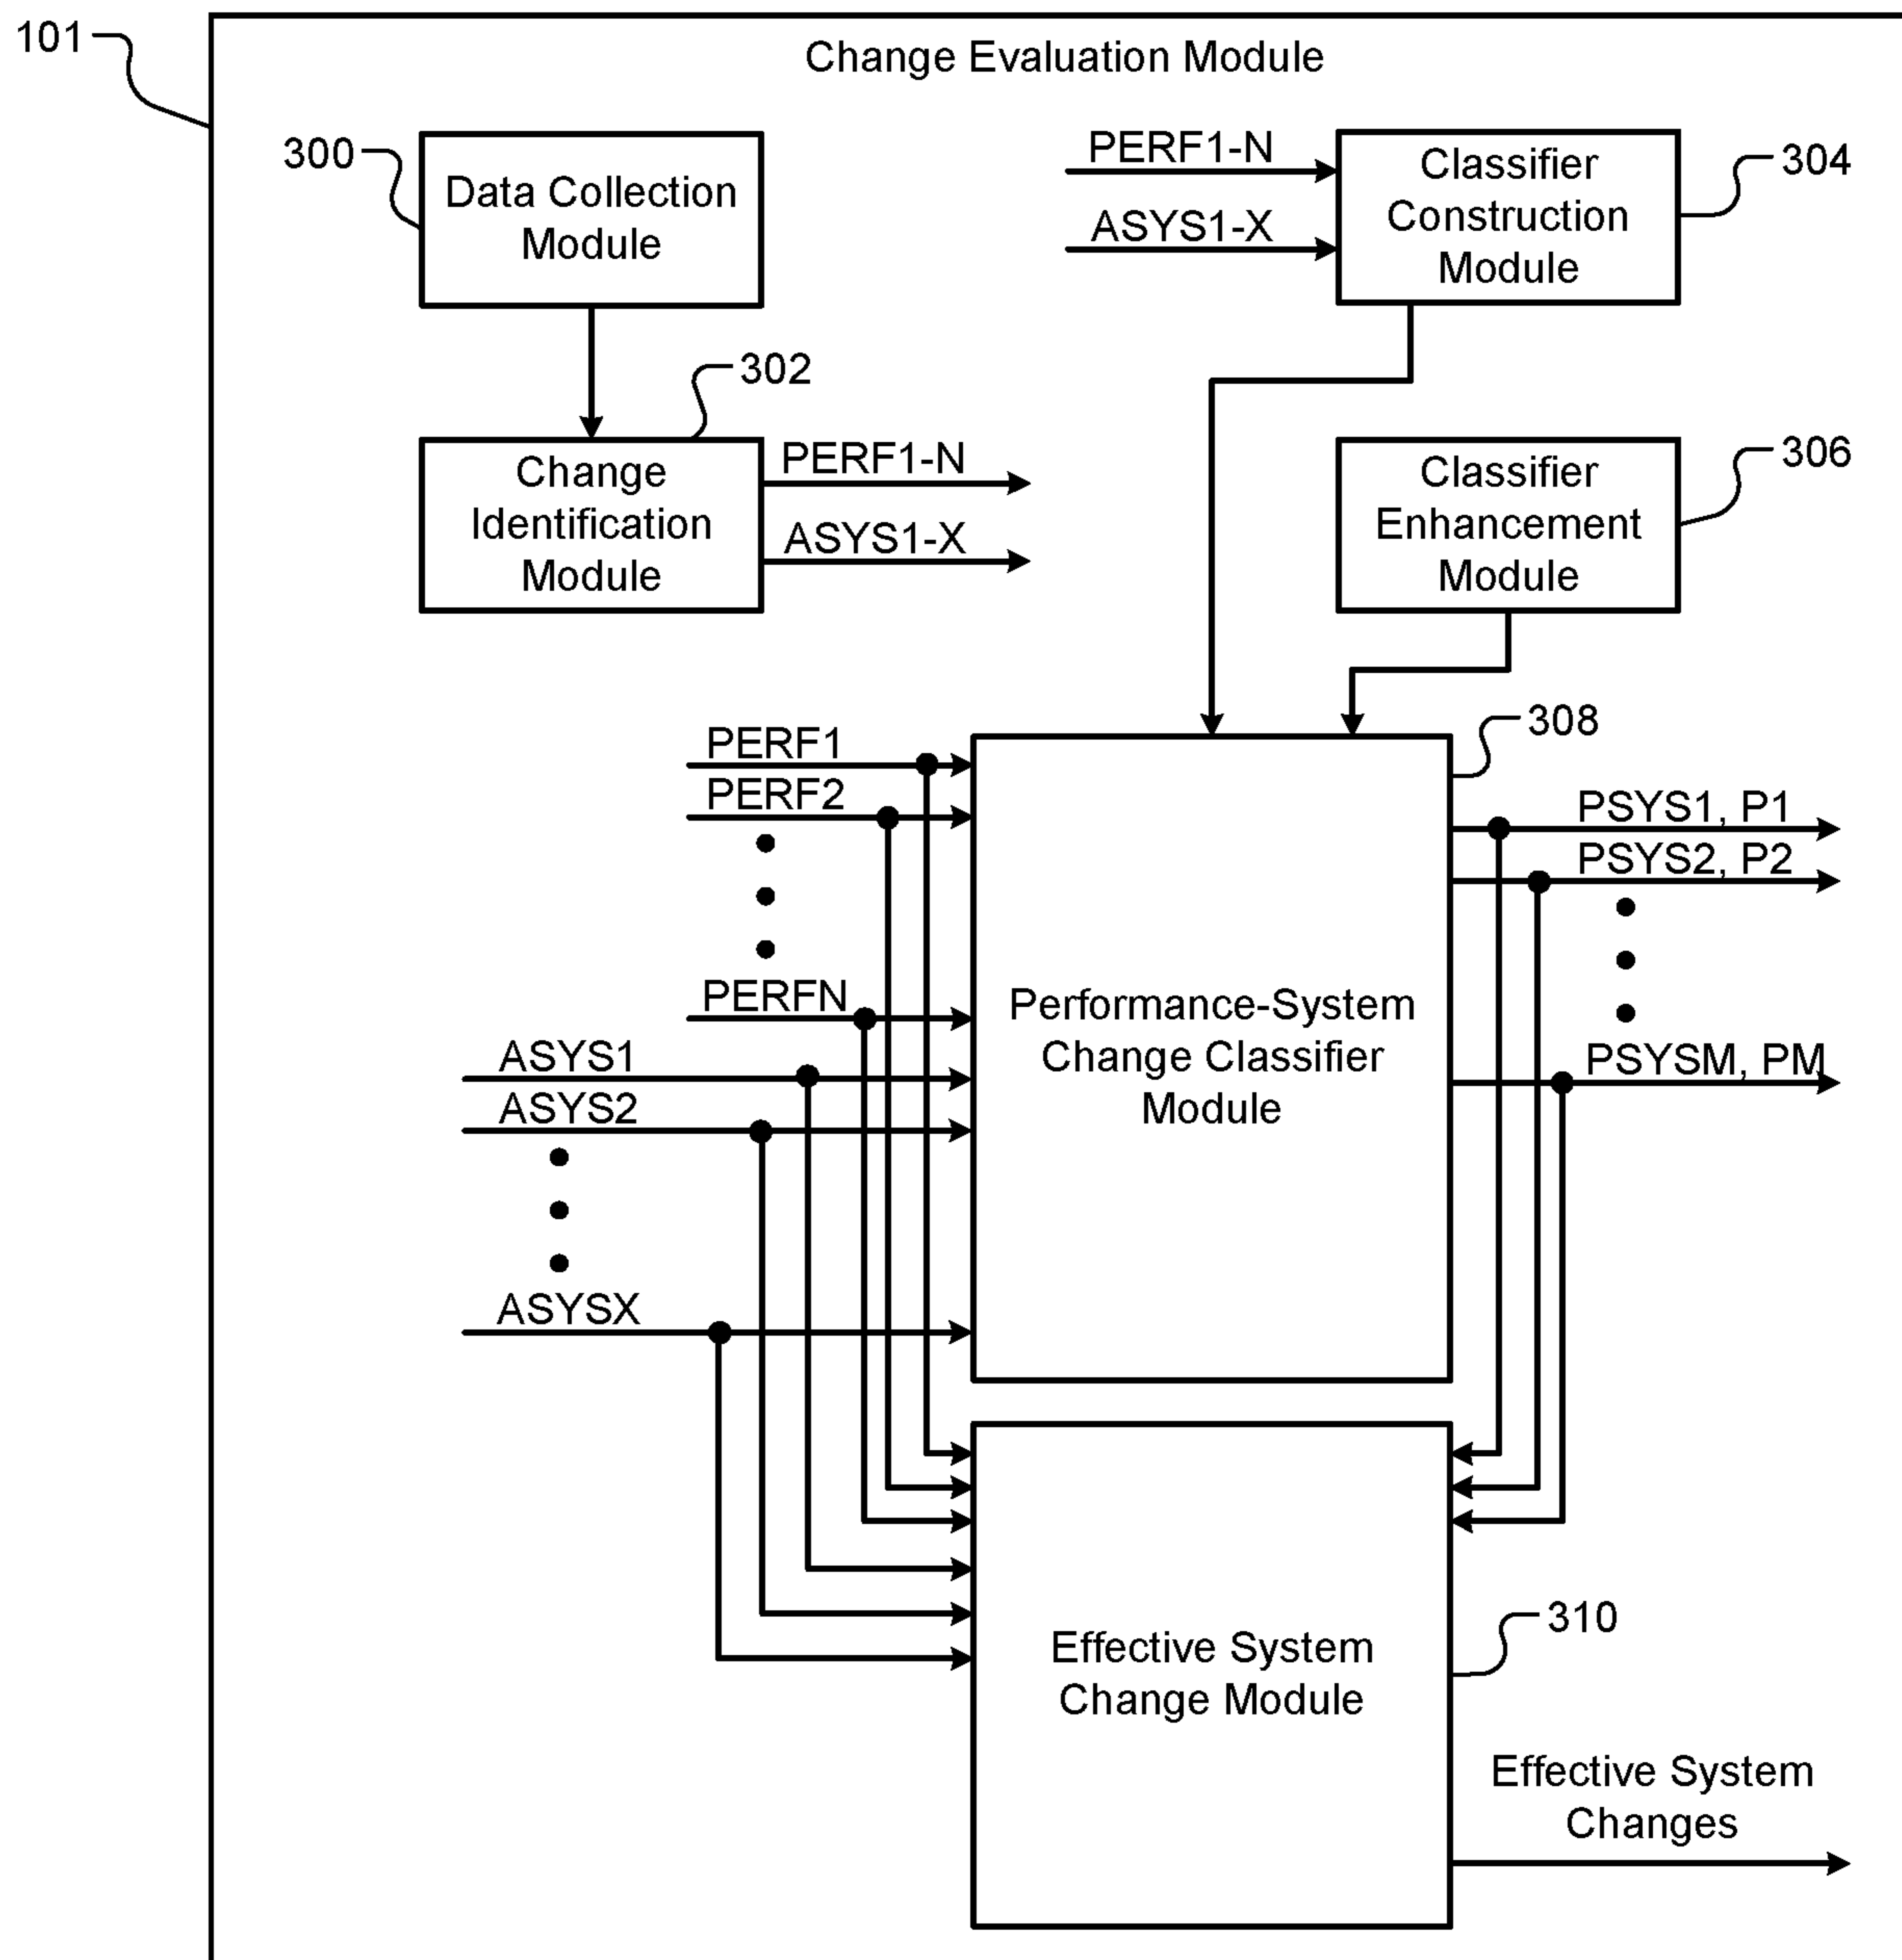 101
Change Evaluation Module
300
Data Collection
Module
PERF1-N
ASYS1-X
Classifier
Construction
Module
304
302
Change
Identification
Module
PERF1-N
ASYS1-X
Classifier
Enhancement
Module
306
308
PERF1
PERF2
PERFN
ASYS1
ASYS2
ASYSX
Performance-System
Change Classifier
Module
PSYS1, P1
PSYS2, P2
PSYSM, PM
Effective System
Change Module
310
Effective System
Changes